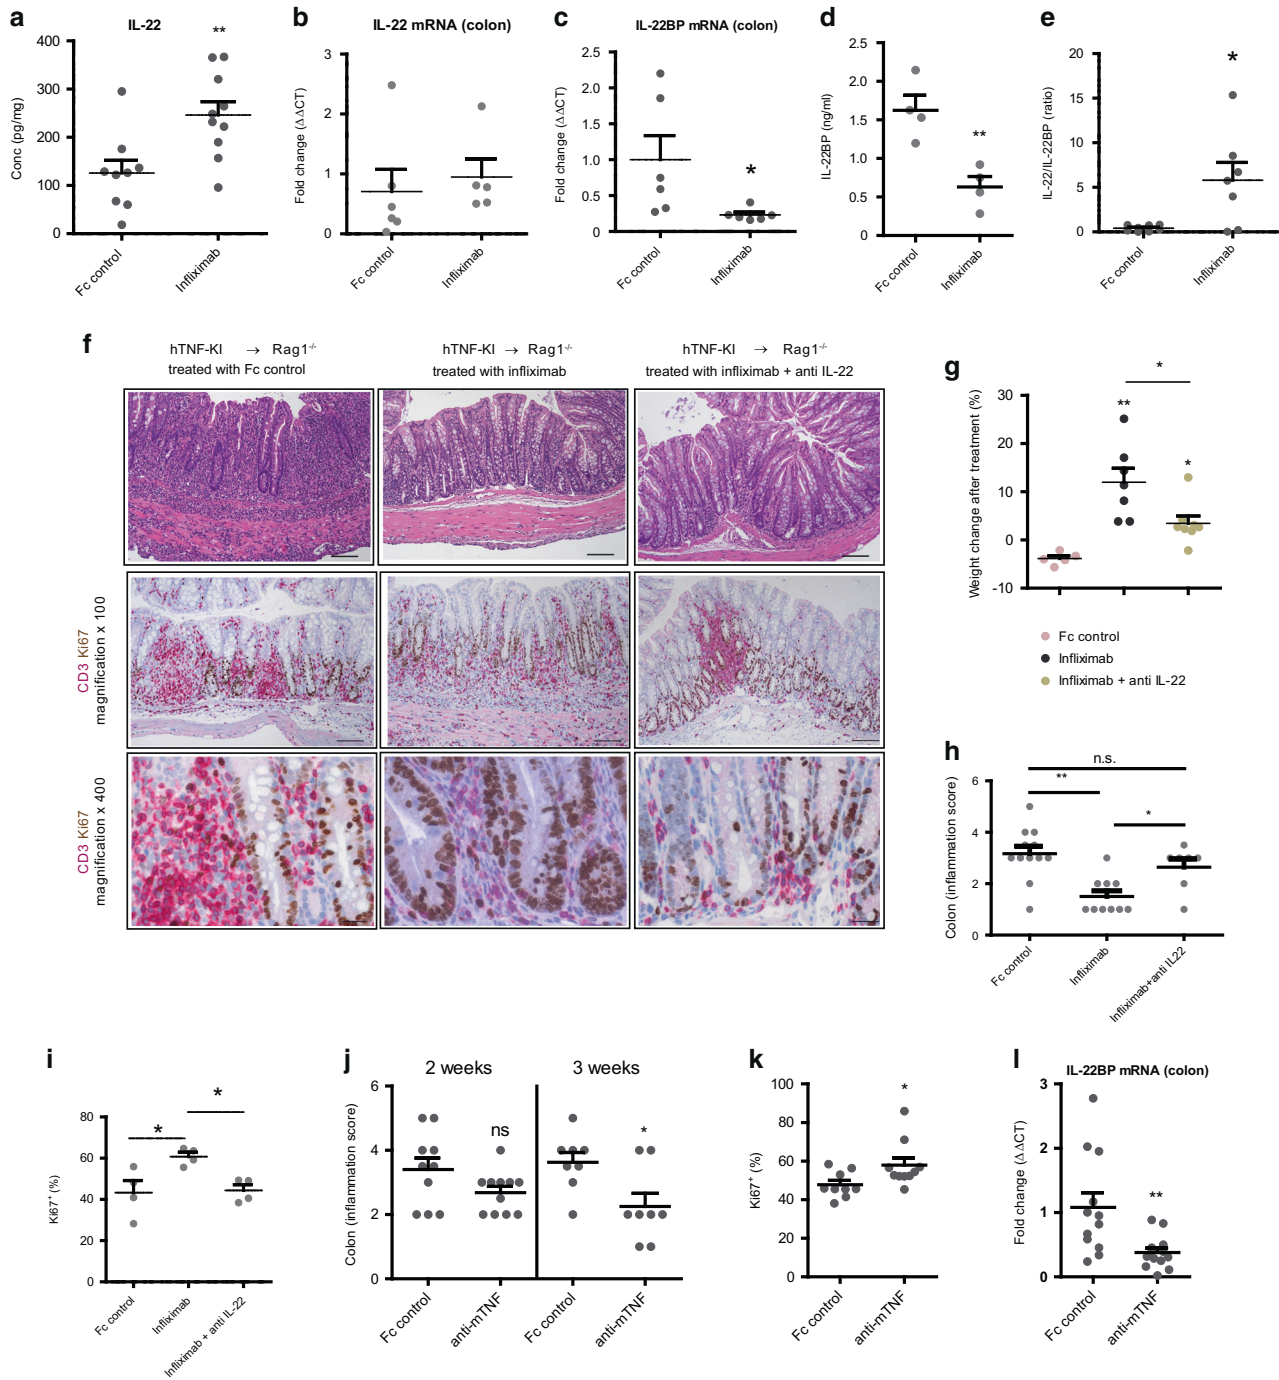 a
IL-22
**
Conc (pg/mg)
400
300
200
100
0
Fc control
Infliximab
b
IL-22 mRNA (colon)
Fold change (ΔΔCT)
3
2
1
0
Fc control
Infliximab
c
IL-22BP mRNA (colon)
Fold change (ΔΔCT)
2.5
2.0
1.5
1.0
0.5
0
*
Fc control
Infliximab
d
IL-22BP (ng/ml)
2.5
2.0
1.5
1.0
0.5
0
**
Fc control
Infliximab
e
IL-22/IL-22BP (ratio)
20
15
10
5
0
*
Fc control
Infliximab
f
hTNF-KI → Rag1-/-
treated with Fc control
hTNF-KI → Rag1-/-
treated with infliximab
hTNF-KI → Rag1-/-
treated with infliximab + anti IL-22
CD3 Ki67
magnification x 100
CD3 Ki67
magnification x 400
g
Weight change after treatment (%)
30
20
10
0
-10
*
**
*
Fc control
Infliximab
Infliximab + anti IL-22
h
Colon (inflammation score)
6
4
2
0
n.s.
**
*
Fc control
Infliximab
Infliximab+anti IL22
i
Ki67+ (%)
80
60
40
20
0
*
*
Fc control
Infliximab
Infliximab + anti IL-22
j
2 weeks
3 weeks
Colon (inflammation score)
6
4
2
0
ns
*
Fc control
anti-mTNF
Fc control
anti-mTNF
k
Ki67+ (%)
100
80
60
40
20
0
*
Fc control
anti-mTNF
l
IL-22BP mRNA (colon)
Fold change (ΔΔCT)
3
2
1
0
**
Fc control
anti-mTNF